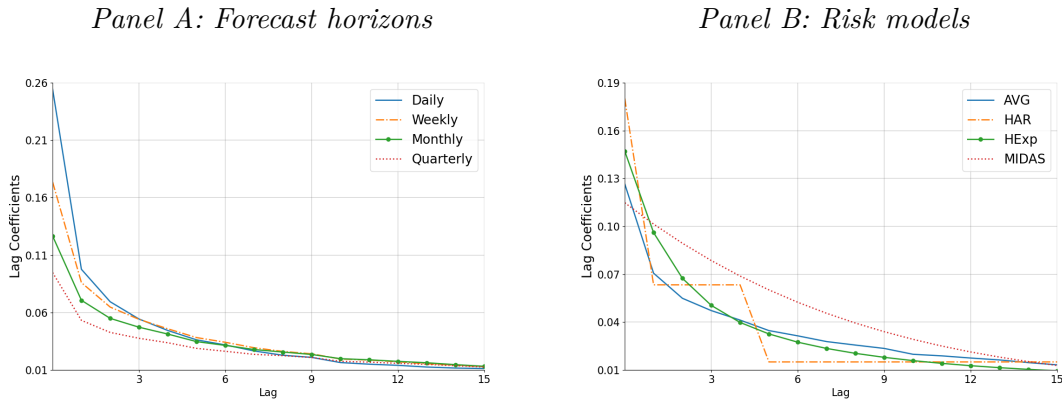 Panel A: Forecast horizons
0.26
0.21
0.16
0.11
0.06
0.01
Lag Coefficients
3
6
9
12
15
Lag
Daily
Weekly
Monthly
Quarterly
Panel B: Risk models
0.19
0.16
0.13
0.10
0.07
0.04
0.01
Lag Coefficients
3
6
9
12
15
Lag
AVG
HAR
HExp
MIDAS